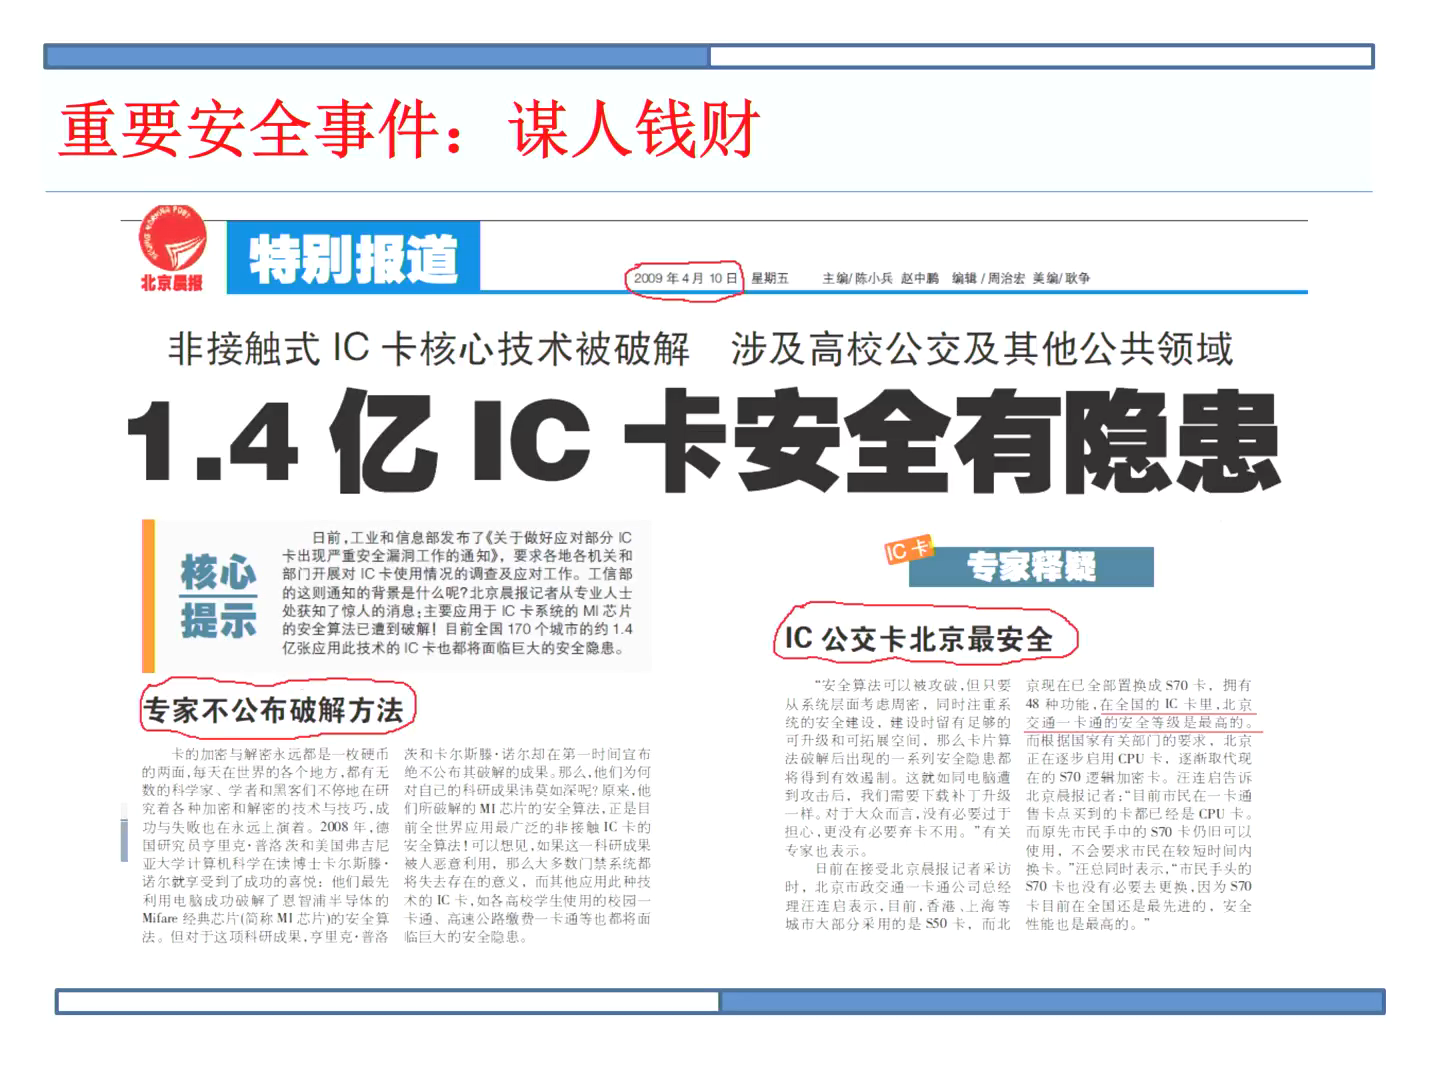 重要安全事件：谋人钱财
BEIJING MORNING POST
北京晨报
特别报道
2009 年 4 月 10 日 星期五 主编/陈小兵 赵中鹏 编辑/周治宏 美编/耿争
非接触式 IC 卡核心技术被破解 涉及高校公交及其他公共领域
1.4 亿 IC 卡安全有隐患
核心
提示
日前,工业和信息部发布了《关于做好应对部分 IC
卡出现严重安全漏洞工作的通知》，要求各地各机关和
部门开展对 IC 卡使用情况的调查及应对工作。工信部
的这则通知的背景是什么呢?北京晨报记者从专业人士
处获知了惊人的消息:主要应用于 IC 卡系统的 MI 芯片
的安全算法已遭到破解！目前全国 170 个城市的约 1.4
亿张应用此技术的 IC 卡也都将面临巨大的安全隐患。
专家不公布破解方法
卡的加密与解密永远都是一枚硬币
的两面,每天在世界的各个地方,都有无
数的科学家、学者和黑客们不停地在研
究着各种加密和解密的技术与技巧,成
功与失败也在永远上演着。2008 年,德
国研究员亨里克·普洛茨和美国弗吉尼
亚大学计算机科学在读博士卡尔斯滕·
诺尔就享受到了成功的喜悦：他们最先
利用电脑成功破解了恩智浦半导体的
Mifare 经典芯片(简称 MI 芯片)的安全算
法。但对于这项科研成果,亨里克·普洛
茨和卡尔斯滕·诺尔却在第一时间宣布
绝不公布其破解的成果。那么,他们为何
对自己的科研成果讳莫如深呢？原来,他
们所破解的 MI 芯片的安全算法,正是目
前全世界应用最广泛的非接触 IC 卡的
安全算法！可以想见,如果这一科研成果
被人恶意利用，那么大多数门禁系统都
将失去存在的意义，而其他应用此种技
术的 IC 卡,如各高校学生使用的校园一
卡通、高速公路缴费一卡通等也都将面
临巨大的安全隐患。
IC 卡
专家释疑
IC 公交卡北京最安全
“安全算法可以被攻破,但只要
从系统层面考虑周密，同时注重系
统的安全建设，建设时留有足够的
可升级和可拓展空间，那么卡片算
法破解后出现的一系列安全隐患都
将得到有效遏制。这就如同电脑遭
到攻击后，我们需要下载补丁升级
一样。对于大众而言,没有必要过于
担心,更没有必要弃卡不用。”有关
专家也表示。
日前在接受北京晨报记者采访
时，北京市政交通一卡通公司总经
理汪连启表示,目前,香港、上海等
城市大部分采用的是 S50 卡，而北
京现在已全部置换成 S70 卡，拥有
48 种功能,在全国的 IC 卡里,北京
交通一卡通的安全等级是最高的。
而根据国家有关部门的要求，北京
正在逐步启用 CPU 卡，逐渐取代现
在的 S70 逻辑加密卡。汪连启告诉
北京晨报记者:“目前市民在一卡通
售卡点买到的卡都已经是 CPU 卡。
而原先市民手中的 S70 卡仍旧可以
使用，不会要求市民在较短时间内
换卡。”汪总同时表示,“市民手头的
S70 卡也没有必要去更换,因为 S70
卡目前在全国还是最先进的，安全
性能也是最高的。”